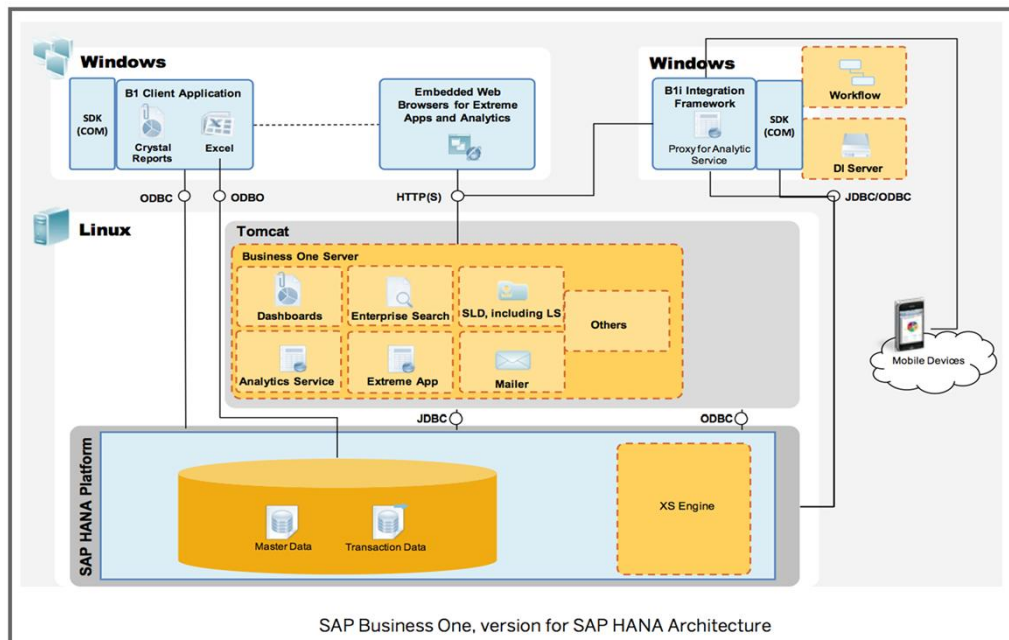 Windows
SDK
(COM)
B1 Client Application
Crystal
Reports
Excel
Embedded Web
Browsers for Extreme
Apps and Analytics
Windows
B1i Integration
Framework
Proxy for Analytic
Service
SDK
(COM)
Workflow
DI Server
ODBC
ODBO
HTTP(S)
JDBC/ODBC
Linux
Tomcat
Business One Server
Dashboards
Enterprise Search
SLD, including LS
Others
Analytics Service
Extreme App
Mailer
Mobile Devices
JDBC
ODBC
SAP HANA Platform
Master Data
Transaction Data
XS Engine
SAP Business One, version for SAP HANA Architecture